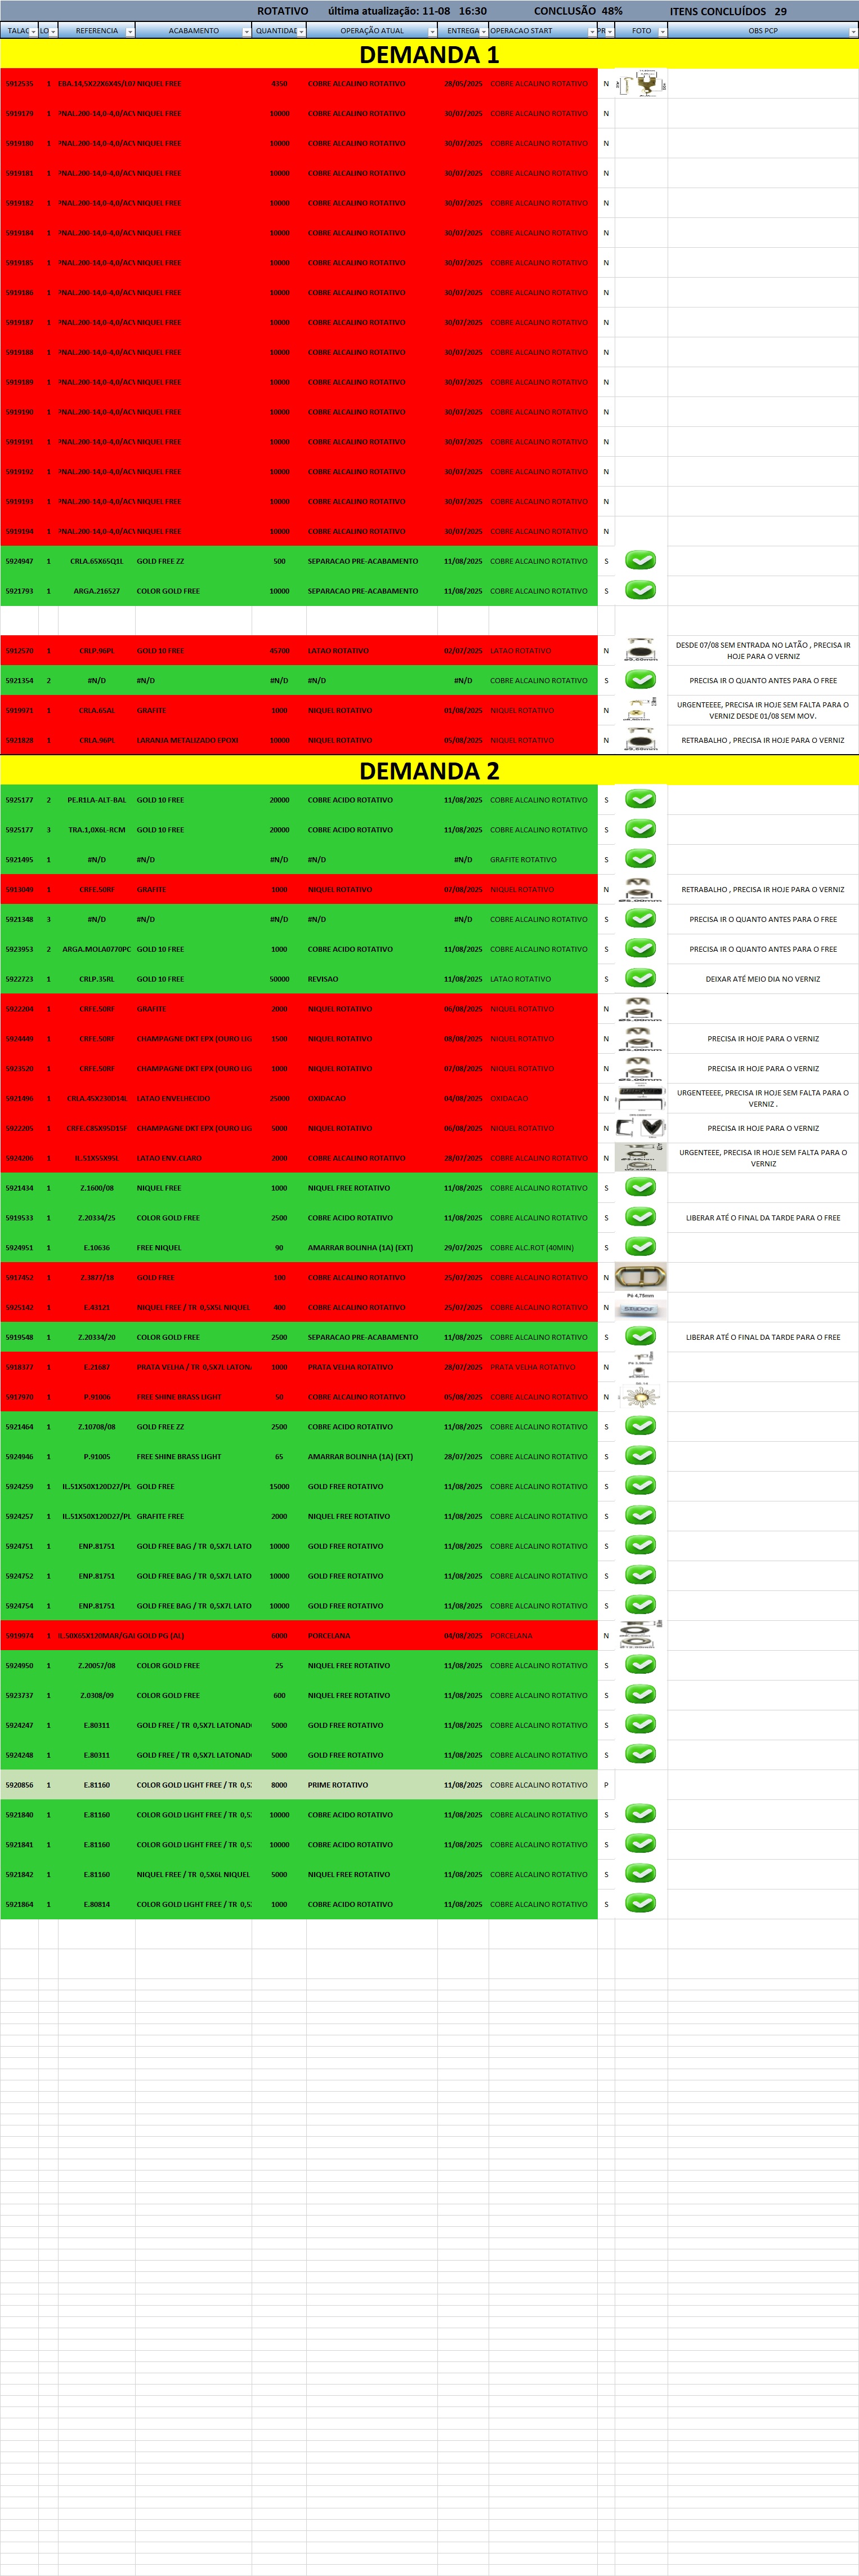 ROTATIVO última atualização: 11-08 16:30 CONCLUSÃO 48% ITENS CONCLUÍDOS 29
TALAC LO REFERENCIA ACABAMENTO QUANTIDAD OPERAÇÃO ATUAL ENTREGA OPERACAO START PR FOTO OBS PCP
DEMANDA 1
5912535 1 EBA.14,5X22X6X45/107 NIQUEL FREE 4350 COBRE ALCALINO ROTATIVO 28/05/2025 COBRE ALCALINO ROTATIVO N
5919179 1 PNAL.200-14,0-4,0/ACV NIQUEL FREE 10000 COBRE ALCALINO ROTATIVO 30/07/2025 COBRE ALCALINO ROTATIVO N
5919180 1 PNAL.200-14,0-4,0/ACV NIQUEL FREE 10000 COBRE ALCALINO ROTATIVO 30/07/2025 COBRE ALCALINO ROTATIVO N
5919181 1 PNAL.200-14,0-4,0/ACV NIQUEL FREE 10000 COBRE ALCALINO ROTATIVO 30/07/2025 COBRE ALCALINO ROTATIVO N
5919182 1 PNAL.200-14,0-4,0/ACV NIQUEL FREE 10000 COBRE ALCALINO ROTATIVO 30/07/2025 COBRE ALCALINO ROTATIVO N
5919184 1 PNAL.200-14,0-4,0/ACV NIQUEL FREE 10000 COBRE ALCALINO ROTATIVO 30/07/2025 COBRE ALCALINO ROTATIVO N
5919185 1 PNAL.200-14,0-4,0/ACV NIQUEL FREE 10000 COBRE ALCALINO ROTATIVO 30/07/2025 COBRE ALCALINO ROTATIVO N
5919186 1 PNAL.200-14,0-4,0/ACV NIQUEL FREE 10000 COBRE ALCALINO ROTATIVO 30/07/2025 COBRE ALCALINO ROTATIVO N
5919187 1 PNAL.200-14,0-4,0/ACV NIQUEL FREE 10000 COBRE ALCALINO ROTATIVO 30/07/2025 COBRE ALCALINO ROTATIVO N
5919188 1 PNAL.200-14,0-4,0/ACV NIQUEL FREE 10000 COBRE ALCALINO ROTATIVO 30/07/2025 COBRE ALCALINO ROTATIVO N
5919189 1 PNAL.200-14,0-4,0/ACV NIQUEL FREE 10000 COBRE ALCALINO ROTATIVO 30/07/2025 COBRE ALCALINO ROTATIVO N
5919190 1 PNAL.200-14,0-4,0/ACV NIQUEL FREE 10000 COBRE ALCALINO ROTATIVO 30/07/2025 COBRE ALCALINO ROTATIVO N
5919191 1 PNAL.200-14,0-4,0/ACV NIQUEL FREE 10000 COBRE ALCALINO ROTATIVO 30/07/2025 COBRE ALCALINO ROTATIVO N
5919192 1 PNAL.200-14,0-4,0/ACV NIQUEL FREE 10000 COBRE ALCALINO ROTATIVO 30/07/2025 COBRE ALCALINO ROTATIVO N
5919193 1 PNAL.200-14,0-4,0/ACV NIQUEL FREE 10000 COBRE ALCALINO ROTATIVO 30/07/2025 COBRE ALCALINO ROTATIVO N
5919194 1 PNAL.200-14,0-4,0/ACV NIQUEL FREE 10000 COBRE ALCALINO ROTATIVO 30/07/2025 COBRE ALCALINO ROTATIVO N
5924947 1 CRLA.65X65Q1L GOLD FREE ZZ 500 SEPARACAO PRE-ACABAMENTO 11/08/2025 COBRE ALCALINO ROTATIVO S
5921793 1 ARGA.216527 COLOR GOLD FREE 10000 SEPARACAO PRE-ACABAMENTO 11/08/2025 COBRE ALCALINO ROTATIVO S
5912570 1 CRLP.96PL GOLD 10 FREE 45700 LATAO ROTATIVO 02/07/2025 LATAO ROTATIVO N DESDE 07/08 SEM ENTRADA NO LATÃO , PRECISA IR
HOJE PARA O VERNIZ
5921354 2 #N/D #N/D #N/D #N/D #N/D COBRE ALCALINO ROTATIVO S PRECISA IR O QUANTO ANTES PARA O FREE
5919971 1 CRLA.65AL GRAFITE 1000 NIQUEL ROTATIVO 01/08/2025 NIQUEL ROTATIVO N URGENTEEEE, PRECISA IR HOJE SEM FALTA PARA O
VERNIZ DESDE 01/08 SEM MOV.
5921828 1 CRLA.96PL LARANJA METALIZADO EPOXI 10000 NIQUEL ROTATIVO 05/08/2025 NIQUEL ROTATIVO N RETRABALHO , PRECISA IR HOJE PARA O VERNIZ
DEMANDA 2
5925177 2 PE.R1LA-ALT-BAL GOLD 10 FREE 20000 COBRE ACIDO ROTATIVO 11/08/2025 COBRE ALCALINO ROTATIVO S
5925177 3 TRA.1,0X6L-RCM GOLD 10 FREE 20000 COBRE ACIDO ROTATIVO 11/08/2025 COBRE ALCALINO ROTATIVO S
5921495 1 #N/D #N/D #N/D #N/D #N/D GRAFITE ROTATIVO S
5913049 1 CRFE.50RF GRAFITE 1000 NIQUEL ROTATIVO 07/08/2025 NIQUEL ROTATIVO N RETRABALHO , PRECISA IR HOJE PARA O VERNIZ
5921348 3 #N/D #N/D #N/D #N/D #N/D COBRE ALCALINO ROTATIVO S PRECISA IR O QUANTO ANTES PARA O FREE
5923953 2 ARGA.MOLA0770PC GOLD 10 FREE 1000 COBRE ACIDO ROTATIVO 11/08/2025 COBRE ALCALINO ROTATIVO S PRECISA IR O QUANTO ANTES PARA O FREE
5922723 1 CRLP.35RL GOLD 10 FREE 50000 REVISAO 11/08/2025 LATAO ROTATIVO S DEIXAR ATÉ MEIO DIA NO VERNIZ
5922204 1 CRFE.50RF GRAFITE 2000 NIQUEL ROTATIVO 06/08/2025 NIQUEL ROTATIVO N
5924449 1 CRFE.50RF CHAMPAGNE DKT EPX (OURO LIG 1500 NIQUEL ROTATIVO 08/08/2025 NIQUEL ROTATIVO N PRECISA IR HOJE PARA O VERNIZ
5923520 1 CRFE.50RF CHAMPAGNE DKT EPX (OURO LIG 1000 NIQUEL ROTATIVO 07/08/2025 NIQUEL ROTATIVO N PRECISA IR HOJE PARA O VERNIZ
5921496 1 CRLA.45X230D14L LATAO ENVELHECIDO 25000 OXIDACAO 04/08/2025 OXIDACAO N URGENTEEEE, PRECISA IR HOJE SEM FALTA PARA O
VERNIZ .
5922205 1 CRFE.C85X95D15F CHAMPAGNE DKT EPX (OURO LIG 5000 NIQUEL ROTATIVO 06/08/2025 NIQUEL ROTATIVO N PRECISA IR HOJE PARA O VERNIZ
5924206 1 IL.51X55X95L LATAO ENV.CLARO 2000 COBRE ALCALINO ROTATIVO 28/07/2025 COBRE ALCALINO ROTATIVO N URGENTEEE, PRECISA IR HOJE SEM FALTA PARA O
VERNIZ
5921434 1 Z.1600/08 NIQUEL FREE 1000 NIQUEL FREE ROTATIVO 11/08/2025 COBRE ALCALINO ROTATIVO S
5919533 1 Z.20334/25 COLOR GOLD FREE 2500 COBRE ACIDO ROTATIVO 11/08/2025 COBRE ALCALINO ROTATIVO S LIBERAR ATÉ O FINAL DA TARDE PARA O FREE
5924951 1 E.10636 FREE NIQUEL 90 AMARRAR BOLINHA (1A) (EXT) 29/07/2025 COBRE ALC.ROT (40MIN) S
5917452 1 Z.3877/18 GOLD FREE 100 COBRE ALCALINO ROTATIVO 25/07/2025 COBRE ALCALINO ROTATIVO N
5925142 1 E.43121 NIQUEL FREE / TR 0,5X5L NIQUEL 400 COBRE ALCALINO ROTATIVO 25/07/2025 COBRE ALCALINO ROTATIVO N Pé 4,75mm
5919548 1 Z.20334/20 COLOR GOLD FREE 2500 SEPARACAO PRE-ACABAMENTO 11/08/2025 COBRE ALCALINO ROTATIVO S LIBERAR ATÉ O FINAL DA TARDE PARA O FREE
5918377 1 E.21687 PRATA VELHA / TR 0,5X7L LATON 1000 PRATA VELHA ROTATIVO 28/07/2025 PRATA VELHA ROTATIVO N
5917970 1 P.91006 FREE SHINE BRASS LIGHT 50 COBRE ALCALINO ROTATIVO 05/08/2025 COBRE ALCALINO ROTATIVO N
5921464 1 Z.10708/08 GOLD FREE ZZ 2500 COBRE ACIDO ROTATIVO 11/08/2025 COBRE ALCALINO ROTATIVO S
5924946 1 P.91005 FREE SHINE BRASS LIGHT 65 AMARRAR BOLINHA (1A) (EXT) 28/07/2025 COBRE ALCALINO ROTATIVO S
5924259 1 IL.51X50X120D27/PL GOLD FREE 15000 GOLD FREE ROTATIVO 11/08/2025 COBRE ALCALINO ROTATIVO S
5924257 1 IL.51X50X120D27/PL GRAFITE FREE 2000 NIQUEL FREE ROTATIVO 11/08/2025 COBRE ALCALINO ROTATIVO S
5924751 1 ENP.81751 GOLD FREE BAG / TR 0,5X7L LATO 10000 GOLD FREE ROTATIVO 11/08/2025 COBRE ALCALINO ROTATIVO S
5924752 1 ENP.81751 GOLD FREE BAG / TR 0,5X7L LATO 10000 GOLD FREE ROTATIVO 11/08/2025 COBRE ALCALINO ROTATIVO S
5924754 1 ENP.81751 GOLD FREE BAG / TR 0,5X7L LATO 10000 GOLD FREE ROTATIVO 11/08/2025 COBRE ALCALINO ROTATIVO S
5919974 1 IL.50X65X120MAR/GAL GOLD PG (AL) 6000 PORCELANA 04/08/2025 PORCELANA N
5924950 1 Z.20057/08 COLOR GOLD FREE 25 NIQUEL FREE ROTATIVO 11/08/2025 COBRE ALCALINO ROTATIVO S
5923737 1 Z.0308/09 COLOR GOLD FREE 600 NIQUEL FREE ROTATIVO 11/08/2025 COBRE ALCALINO ROTATIVO S
5924247 1 E.80311 GOLD FREE / TR 0,5X7L LATONAD 5000 GOLD FREE ROTATIVO 11/08/2025 COBRE ALCALINO ROTATIVO S
5924248 1 E.80311 GOLD FREE / TR 0,5X7L LATONAD 5000 GOLD FREE ROTATIVO 11/08/2025 COBRE ALCALINO ROTATIVO S
5920856 1 E.81160 COLOR GOLD LIGHT FREE / TR 0,5 8000 PRIME ROTATIVO 11/08/2025 COBRE ALCALINO ROTATIVO P
5921840 1 E.81160 COLOR GOLD LIGHT FREE / TR 0,5 10000 COBRE ACIDO ROTATIVO 11/08/2025 COBRE ALCALINO ROTATIVO S
5921841 1 E.81160 COLOR GOLD LIGHT FREE / TR 0,5 10000 COBRE ACIDO ROTATIVO 11/08/2025 COBRE ALCALINO ROTATIVO S
5921842 1 E.81160 NIQUEL FREE / TR 0,5X6L NIQUEL 5000 NIQUEL FREE ROTATIVO 11/08/2025 COBRE ALCALINO ROTATIVO S
5921864 1 E.80814 COLOR GOLD LIGHT FREE / TR 0,5 1000 COBRE ACIDO ROTATIVO 11/08/2025 COBRE ALCALINO ROTATIVO S